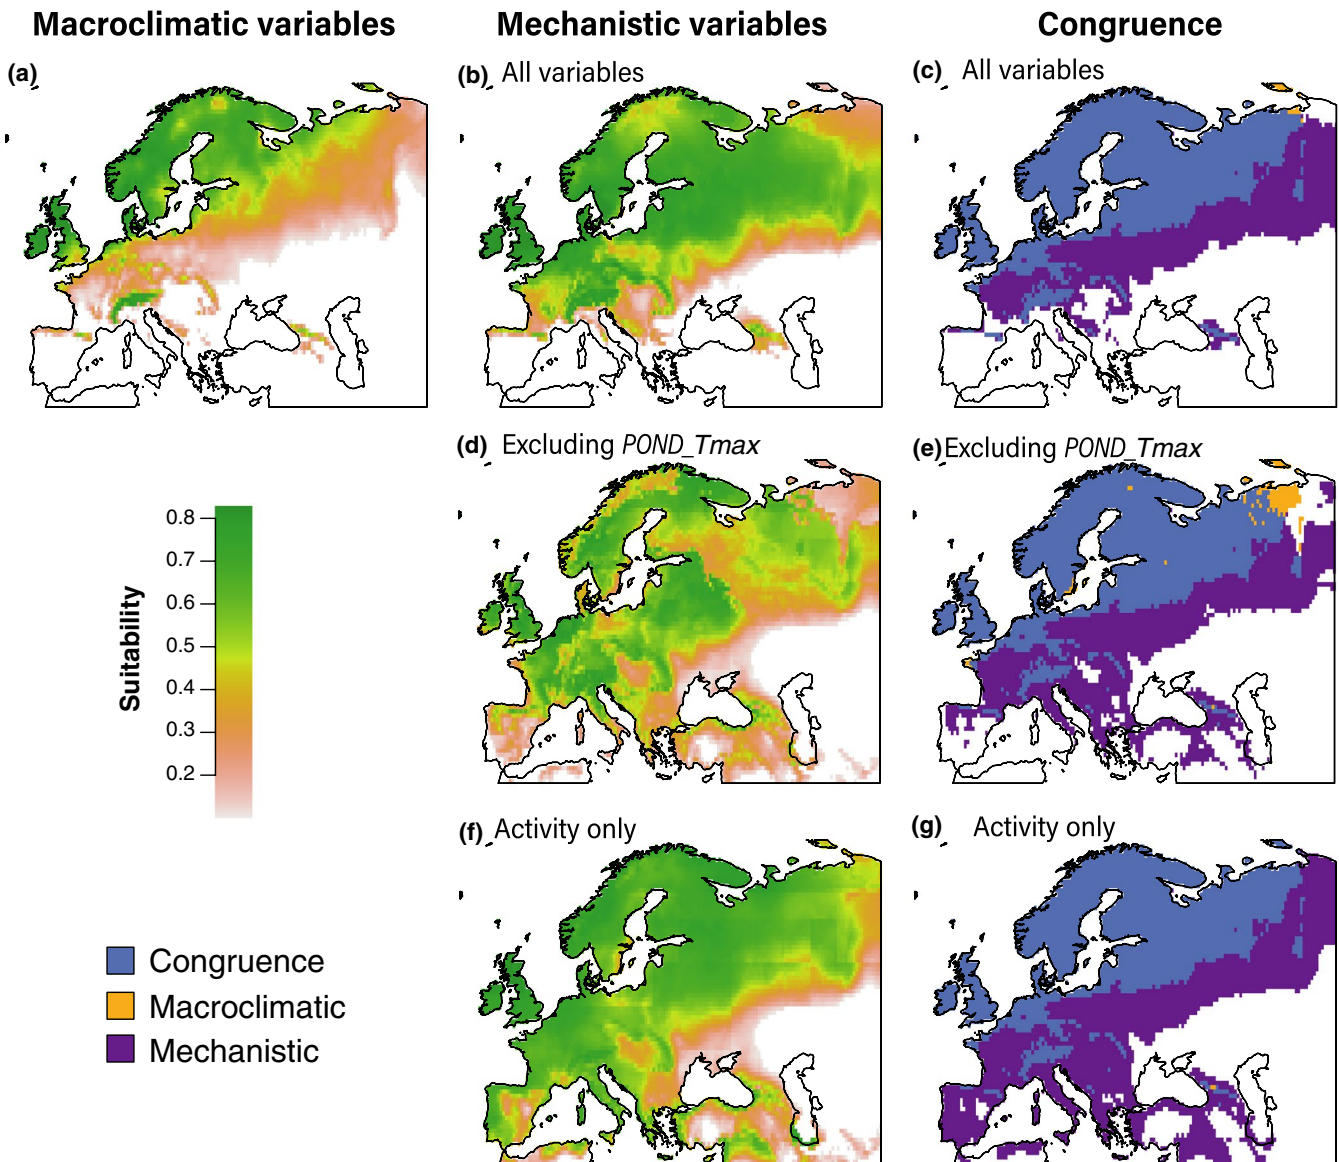 Macroclimatic variables
Mechanistic variables
Congruence
(a)
(b) All variables
(c) All variables
(d) Excluding POND_Tmax
(e) Excluding POND_Tmax
Suitability
0.8
0.7
0.6
0.5
0.4
0.3
0.2
(f) Activity only
(g) Activity only
Congruence
Macroclimatic
Mechanistic